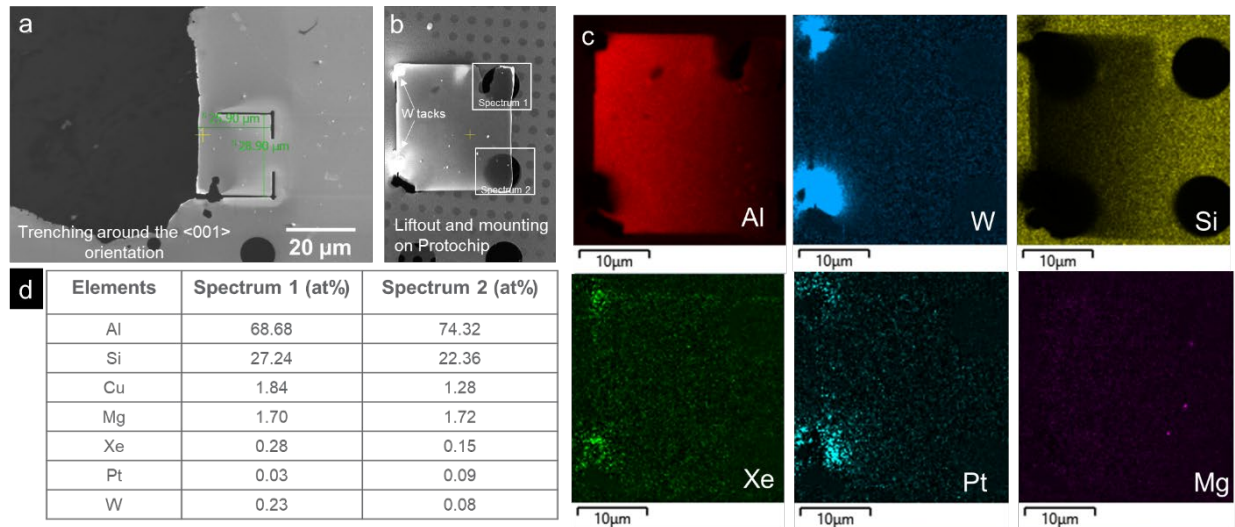 a
21.90 µm
28.90 µm
Trenching around the <001>
orientation
20 µm
b
Spectrum 1
W tacks
Spectrum 2
Liftout and mounting
on Protochip
c
Al
10µm
W
10µm
Si
10µm
d
Elements Spectrum 1 (at%) Spectrum 2 (at%)
Al 68.68 74.32
Si 27.24 22.36
Cu 1.84 1.28
Mg 1.70 1.72
Xe 0.28 0.15
Pt 0.03 0.09
W 0.23 0.08
Xe
10µm
Pt
10µm
Mg
10µm